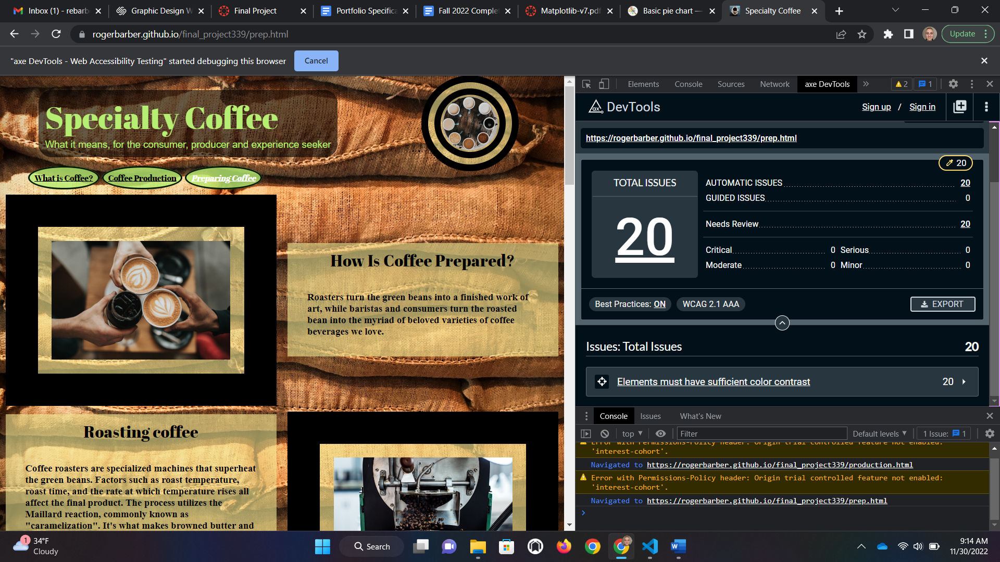 Inbox (1) - rebarb
Graphic Design W
Final Project
Portfolio Specifica
Fall 2022 Complet
Matplotlib-v7.pdf
Basic pie chart —
Specialty Coffee
rogerbarber.github.io/final_project339/prep.html
Update
"axe DevTools - Web Accessibility Testing" started debugging this browser
Cancel
Specialty Coffee
What it means, for the consumer, producer and experience seeker
What is Coffee?
Coffee Production
Preparing Coffee
How Is Coffee Prepared?
Roasters turn the green beans into a finished work of
art, while baristas and consumers turn the roasted
bean into the myriad of beloved varieties of coffee
beverages we love.
Roasting coffee
Coffee roasters are specialized machines that superheat
the green beans. Factors such as roast temperature,
roast time, and the rate at which temperature rises all
affect the final product. The process utilizes the
Maillard reaction, commonly known as
"caramelization". It's what makes browned butter and
Elements
Console
Sources
Network
axe DevTools
2
1
ax DevTools
Sign up / Sign in
https://rogerbarber.github.io/final_project339/prep.html
20
TOTAL ISSUES
20
AUTOMATIC ISSUES 20
GUIDED ISSUES 0
Needs Review 20
Critical 0 Serious 0
Moderate 0 Minor 0
Best Practices: ON
WCAG 2.1 AAA
EXPORT
Issues: Total Issues 20
Elements must have sufficient color contrast 20
Console
Issues
What's New
top
Filter
Default levels
1 Issue: 1
Error with Permissions-Policy header: Origin trial controlled feature not enabled:
'interest-cohort'.
Navigated to https://rogerbarber.github.io/final_project339/production.html
Error with Permissions-Policy header: Origin trial controlled feature not enabled:
'interest-cohort'.
Navigated to https://rogerbarber.github.io/final_project339/prep.html
1
34°F
Cloudy
Search
W
9:14 AM
11/30/2022